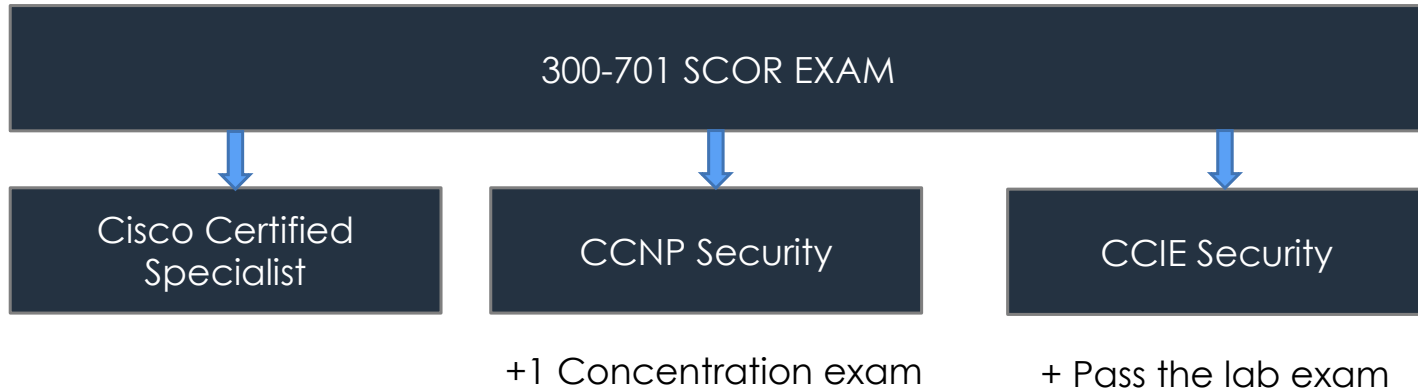 300-701 SCOR EXAM
Cisco Certified
Specialist
CCNP Security
CCIE Security
+1 Concentration exam
+ Pass the lab exam